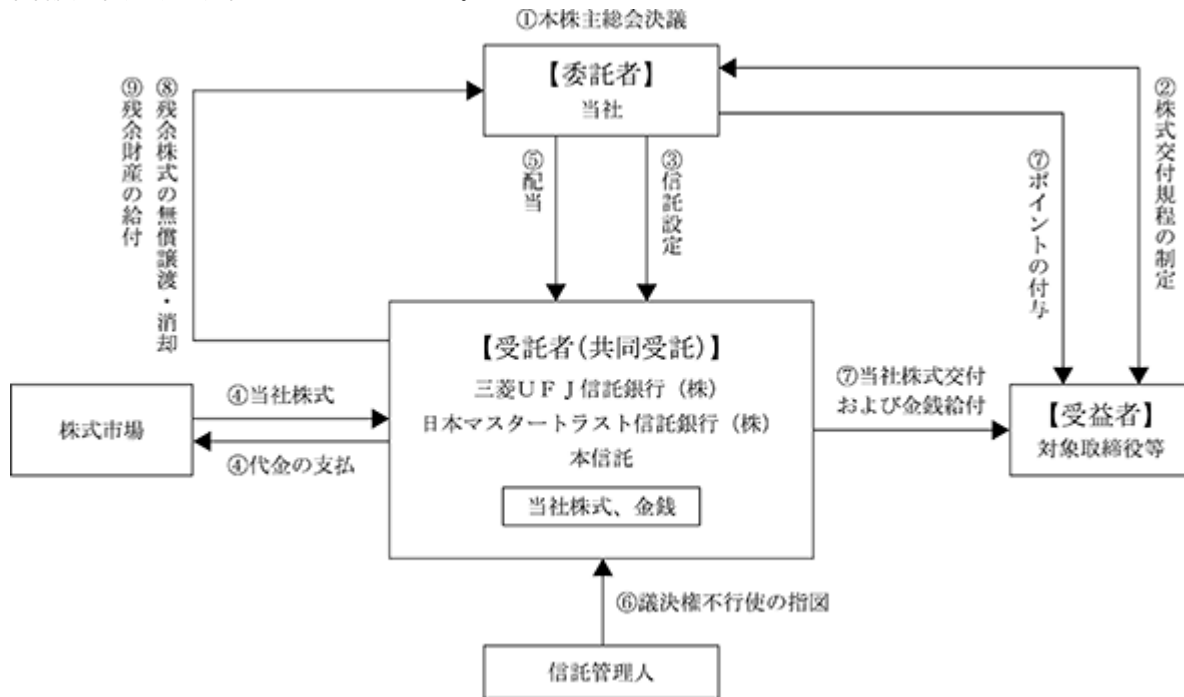 ①本株主総会決議
【委託者】
当社
⑨残余財産の給付
⑧残余株式の無償譲渡・消却
⑤配当
③信託設定
⑦ポイントの付与
②株式交付規程の制定
【受託者(共同受託)】
三菱UFJ信託銀行(株)
日本マスタートラスト信託銀行(株)
本信託
当社株式、金銭
株式市場
④当社株式
④代金の支払
⑦当社株式交付
および金銭給付
【受益者】
対象取締役等
⑥議決権不行使の指図
信託管理人